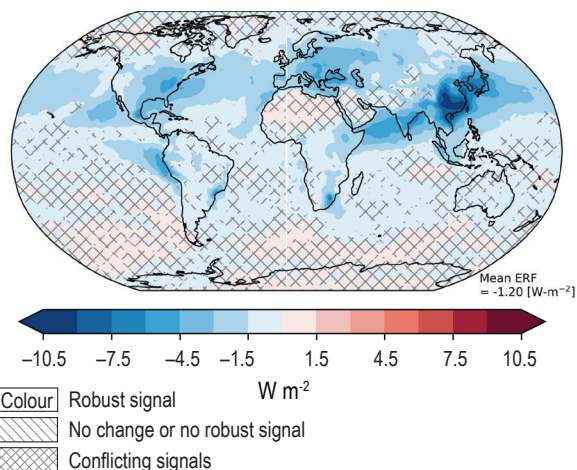 Mean ERF
= -1.20 [W-m⁻²]
−10.5 −7.5 −4.5 −1.5 1.5 4.5 7.5 10.5
W m⁻²
Colour Robust signal
No change or no robust signal
Conflicting signals